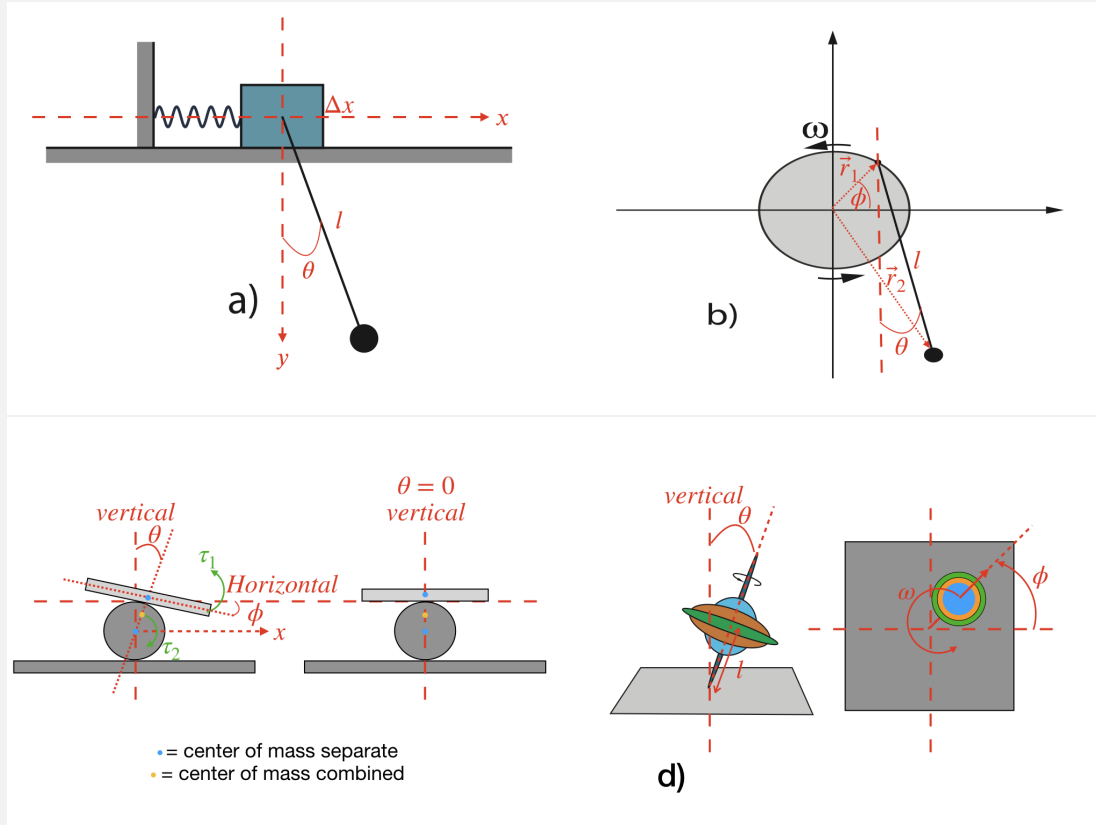 Δx
x
l
θ
a)
y
ω
r⃗₁
ϕ
l
r⃗₂
b)
θ
θ = 0
vertical
vertical
θ
τ₁
Horizontal
ϕ
x
τ₂
= center of mass separate
= center of mass combined
vertical
θ
l
ω
ϕ
d)